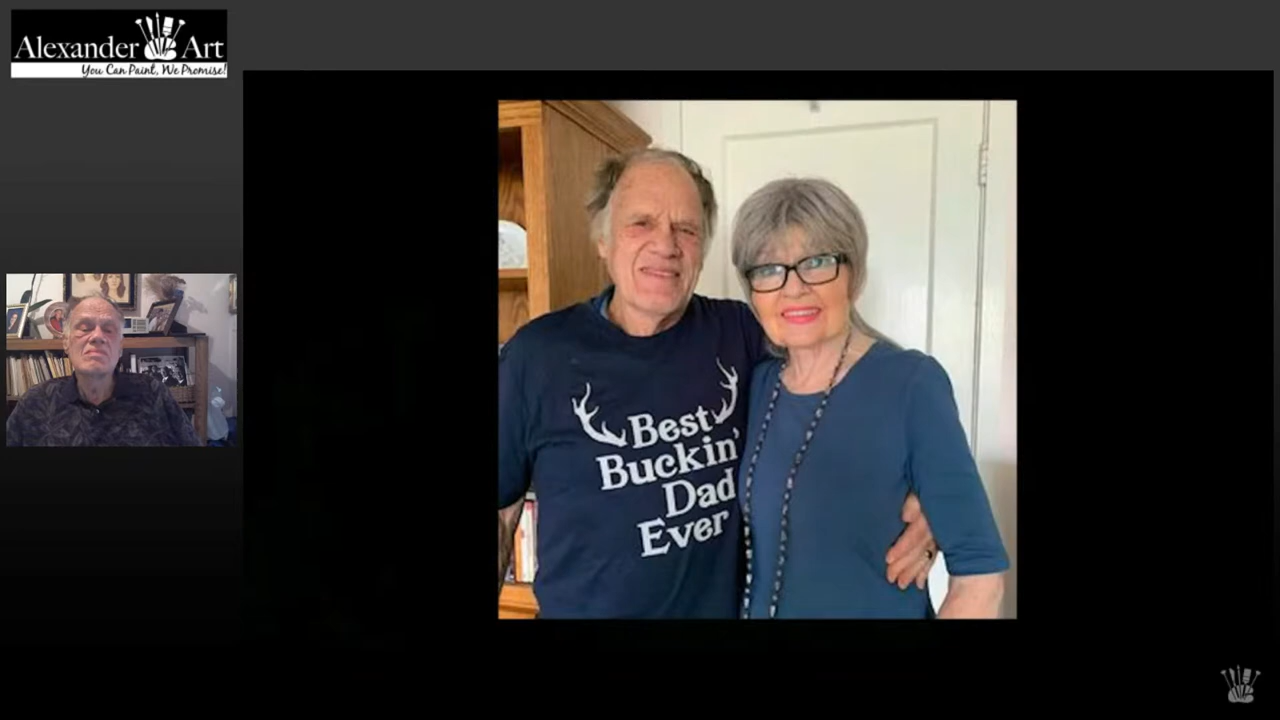 Alexander Art
You Can Paint, We Promise!
Best
Buckin'
Dad
Ever